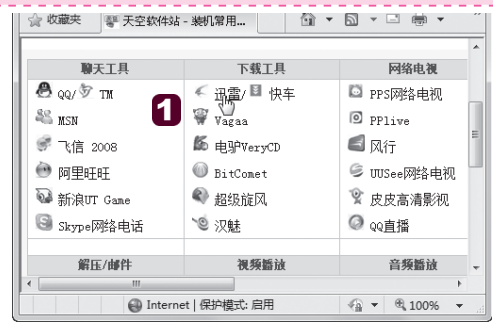 收藏夹 天空软件站 - 装机常用...
聊天工具 下载工具 网络电视
QQ/ TM 迅雷/ 快车 PPS网络电视
1
MSN Vagaa PPlive
飞信 2008 电驴VeryCD 风行
阿里旺旺 BitComet UUSee网络电视
新浪UT Game 超级旋风 皮皮高清影视
Skype网络电话 汉魅 QQ直播
解压/邮件 视频播放 音频播放
Internet | 保护模式: 启用 100%